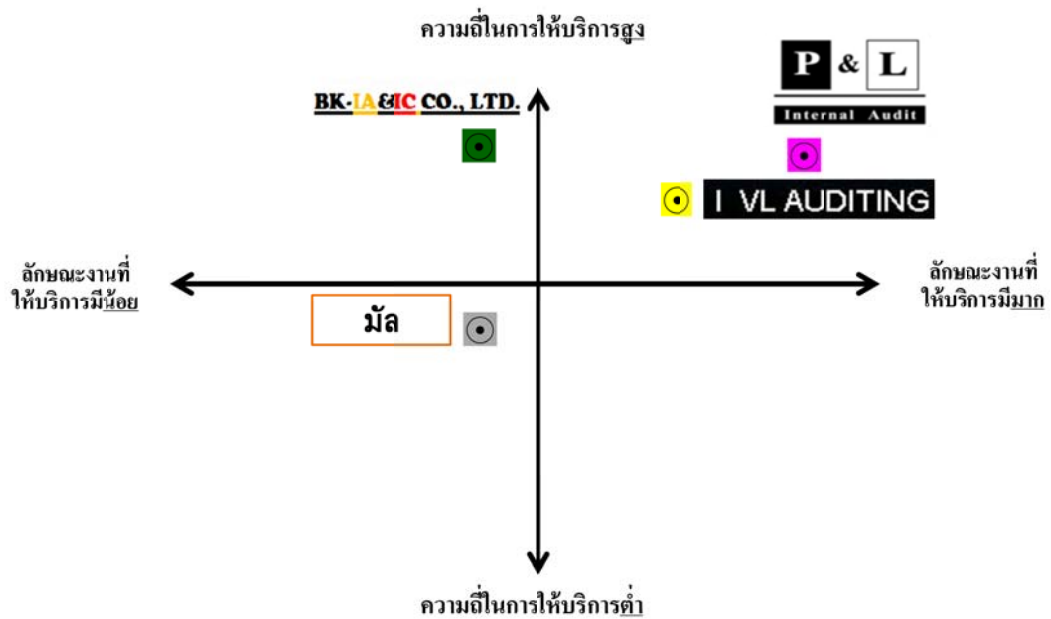 ความถี่ในการให้บริการสูง
P & L
Internal Audit
BK-IA&IC CO., LTD.
I VL AUDITING
ลักษณะงานที่
ให้บริการมีน้อย
ลักษณะงานที่
ให้บริการมีมาก
มัล
ความถี่ในการให้บริการต่ำ